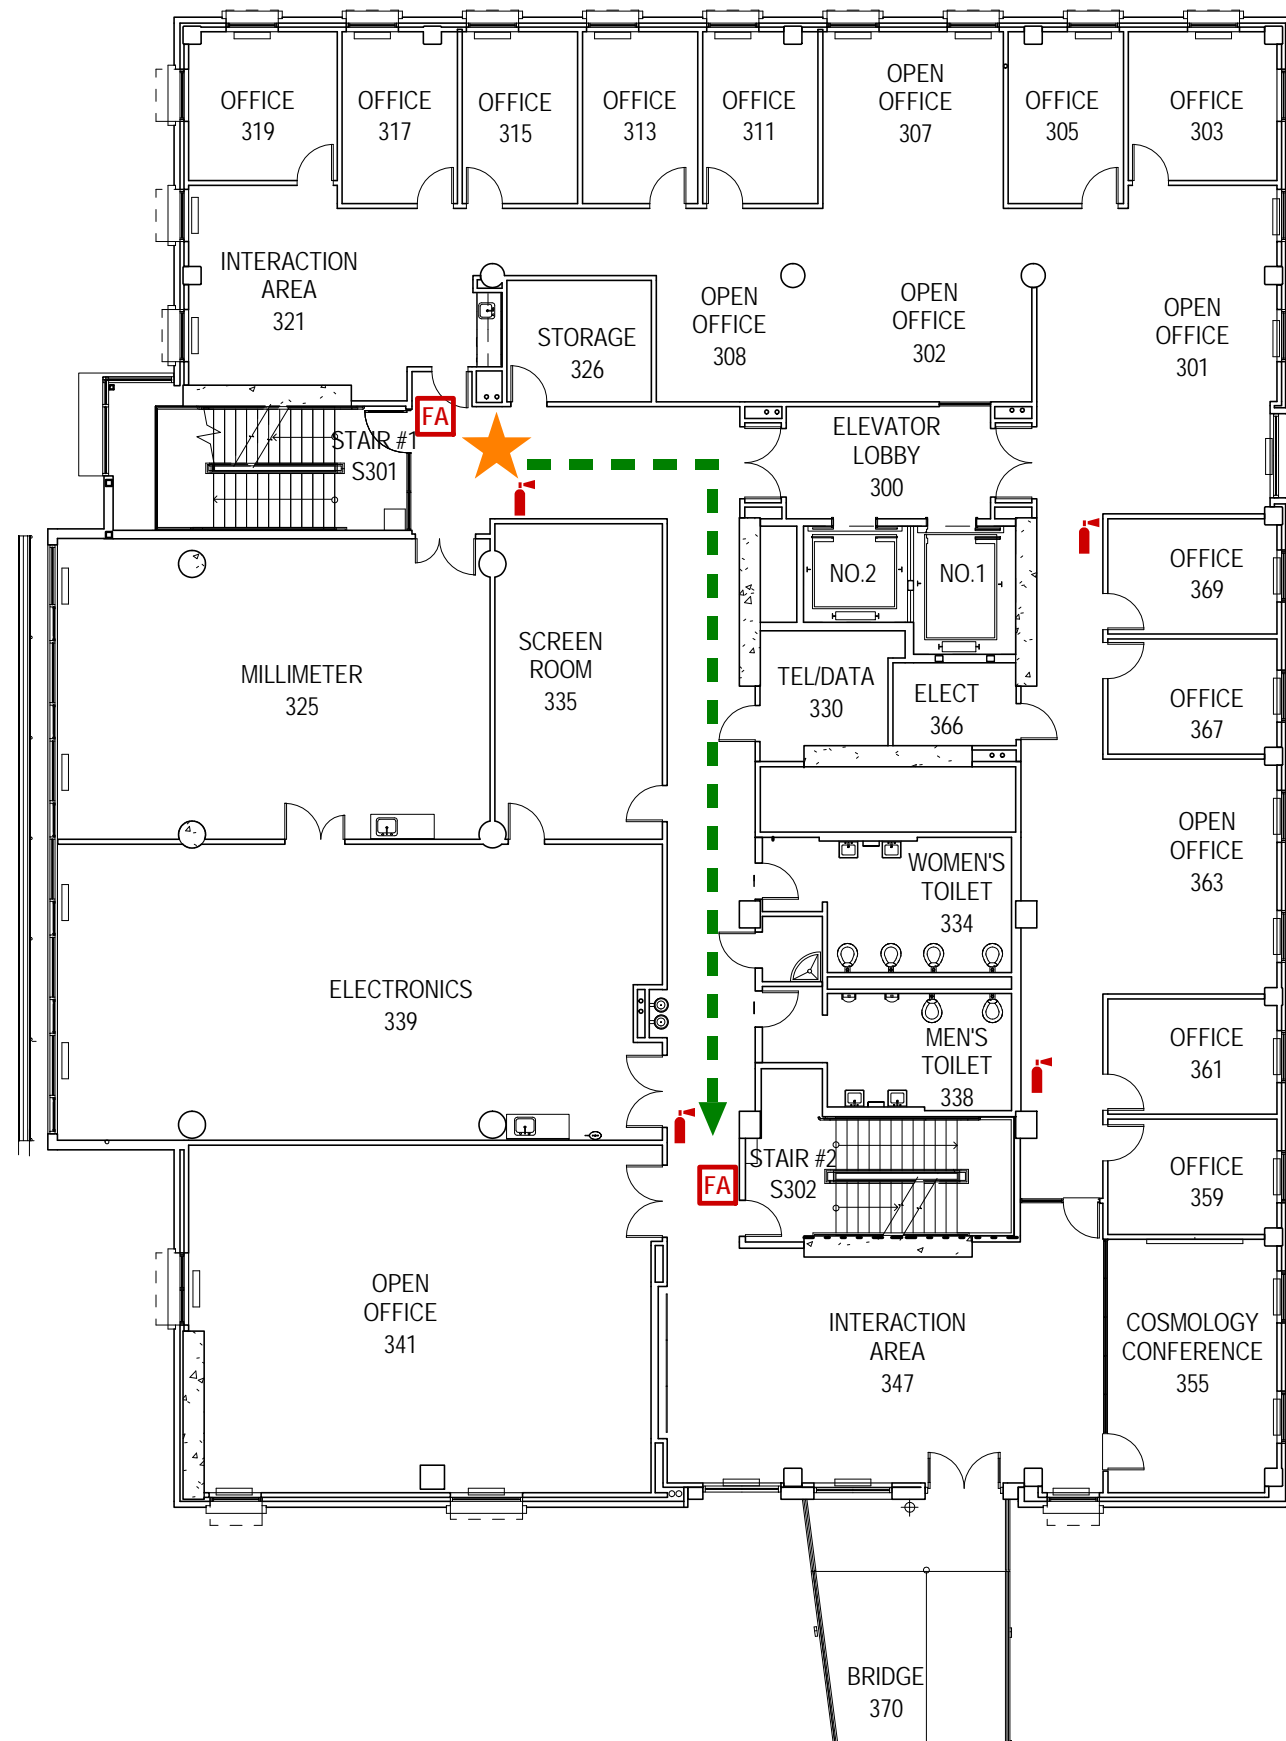 OFFICE
319
OFFICE
317
OFFICE
315
OFFICE
313
OFFICE
311
OPEN
OFFICE
307
OFFICE
305
OFFICE
303
INTERACTION
AREA
321
STORAGE
326
OPEN
OFFICE
308
OPEN
OFFICE
302
OPEN
OFFICE
301
FA
STAIR #1
S301
ELEVATOR
LOBBY
300
NO.2
NO.1
OFFICE
369
MILLIMETER
325
SCREEN
ROOM
335
TEL/DATA
330
ELECT
366
OFFICE
367
OPEN
OFFICE
363
WOMEN'S
TOILET
334
ELECTRONICS
339
MEN'S
TOILET
338
OFFICE
361
STAIR #2
S302
FA
OFFICE
359
OPEN
OFFICE
341
INTERACTION
AREA
347
COSMOLOGY
CONFERENCE
355
BRIDGE
370